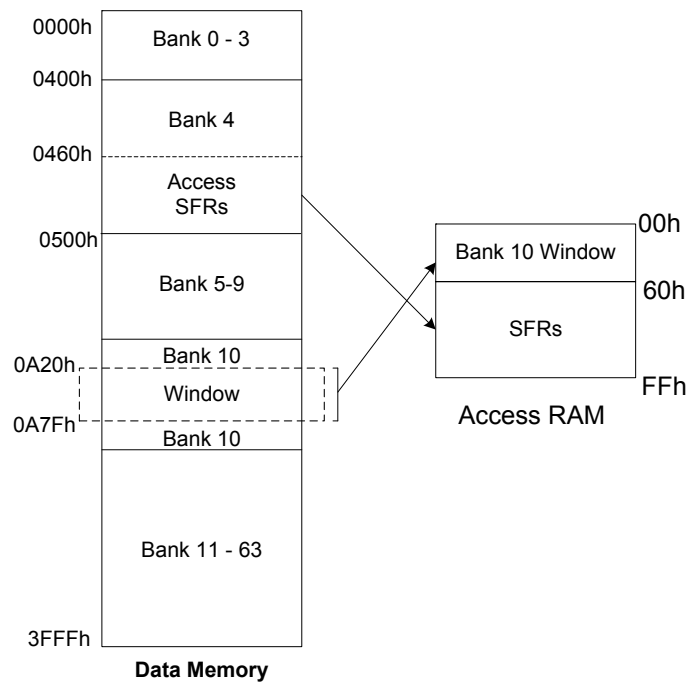 0000h
Bank 0 - 3
0400h
Bank 4
0460h
Access
SFRs
0500h
Bank 5-9
Bank 10
0A20h
Window
0A7Fh
Bank 10
Bank 11 - 63
3FFFh
Data Memory
00h
Bank 10 Window
60h
SFRs
FFh
Access RAM